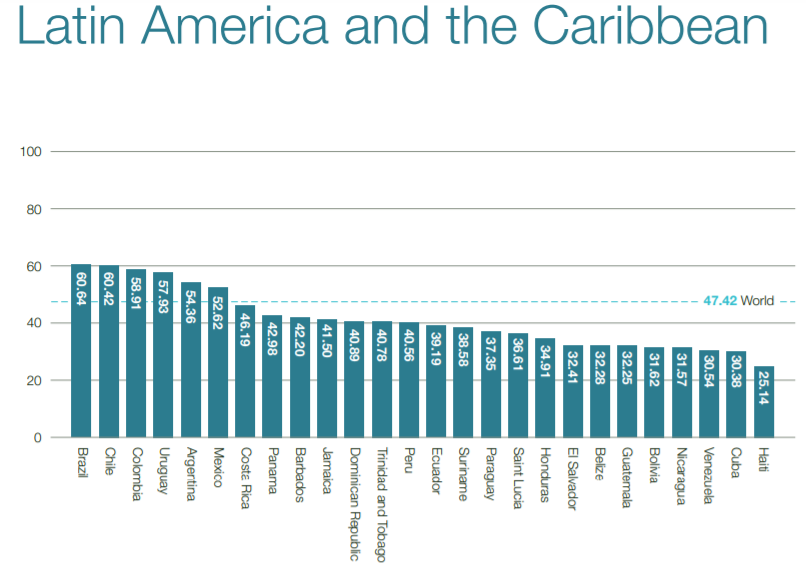 Latin America and the Caribbean
100
80
60
40
20
0
47.42 World
60.64
60.42
58.91
57.93
54.36
52.62
46.19
42.98
42.20
41.50
40.89
40.78
40.56
39.19
38.58
37.35
36.61
34.91
32.41
32.28
32.25
31.62
31.57
30.54
30.38
25.14
Brazil
Chile
Colombia
Uruguay
Argentina
Mexico
Costa Rica
Panama
Barbados
Jamaica
Dominican Republic
Trinidad and Tobago
Peru
Ecuador
Suriname
Paraguay
Saint Lucia
Honduras
El Salvador
Belize
Guatemala
Bolivia
Nicaragua
Venezuela
Cuba
Haiti